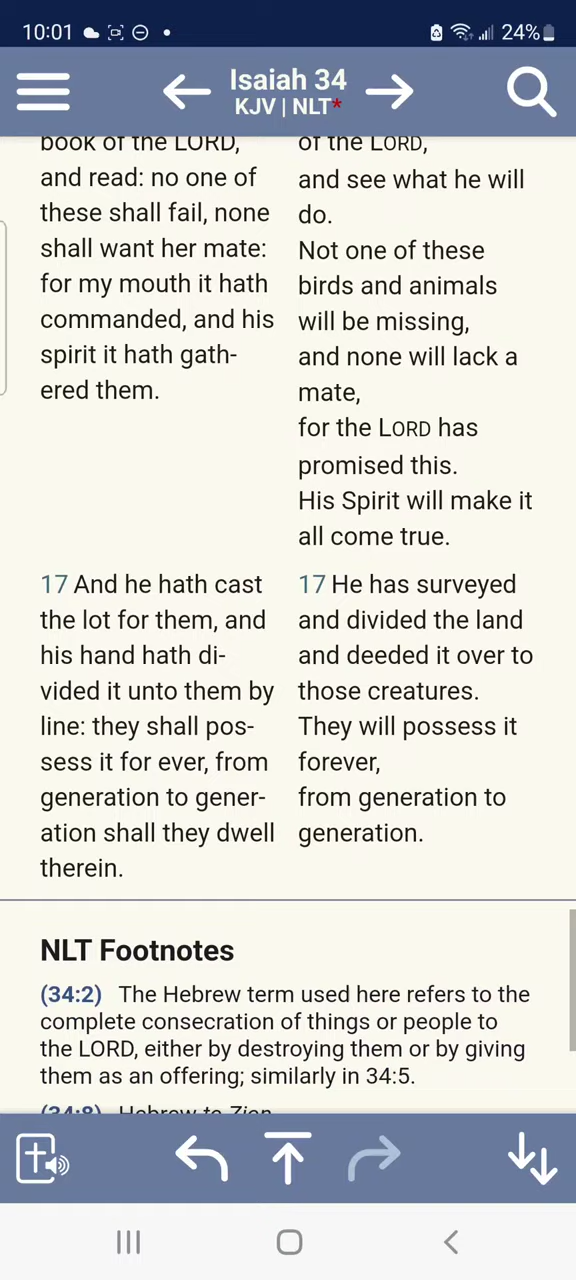 10:01
24%
Isaiah 34
KJV | NLT*
book of the LORD,
and read: no one of
these shall fail, none
shall want her mate:
for my mouth it hath
commanded, and his
spirit it hath gath-
ered them.
of the LORD,
and see what he will
do.
Not one of these
birds and animals
will be missing,
and none will lack a
mate,
for the LORD has
promised this.
His Spirit will make it
all come true.
17 And he hath cast
the lot for them, and
his hand hath di-
vided it unto them by
line: they shall pos-
sess it for ever, from
generation to gener-
ation shall they dwell
therein.
17 He has surveyed
and divided the land
and deeded it over to
those creatures.
They will possess it
forever,
from generation to
generation.
NLT Footnotes
(34:2) The Hebrew term used here refers to the
complete consecration of things or people to
the LORD, either by destroying them or by giving
them as an offering; similarly in 34:5.
(34:8) Hebrew to Zion